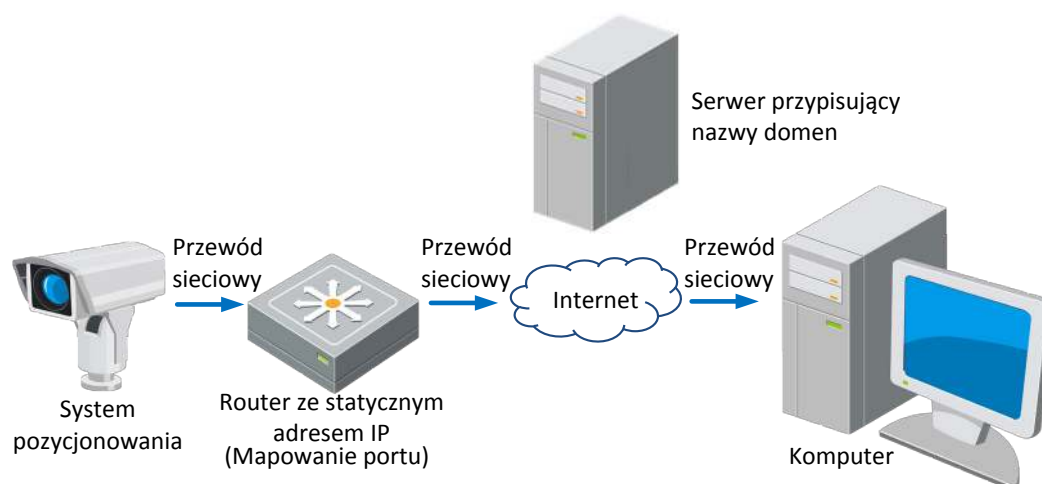 Serwer przypisujący
nazwy domen
Przewód
sieciowy
Przewód
sieciowy
Przewód
sieciowy
Internet
System
pozycjonowania
Router ze statycznym
adresem IP
(Mapowanie portu)
Komputer